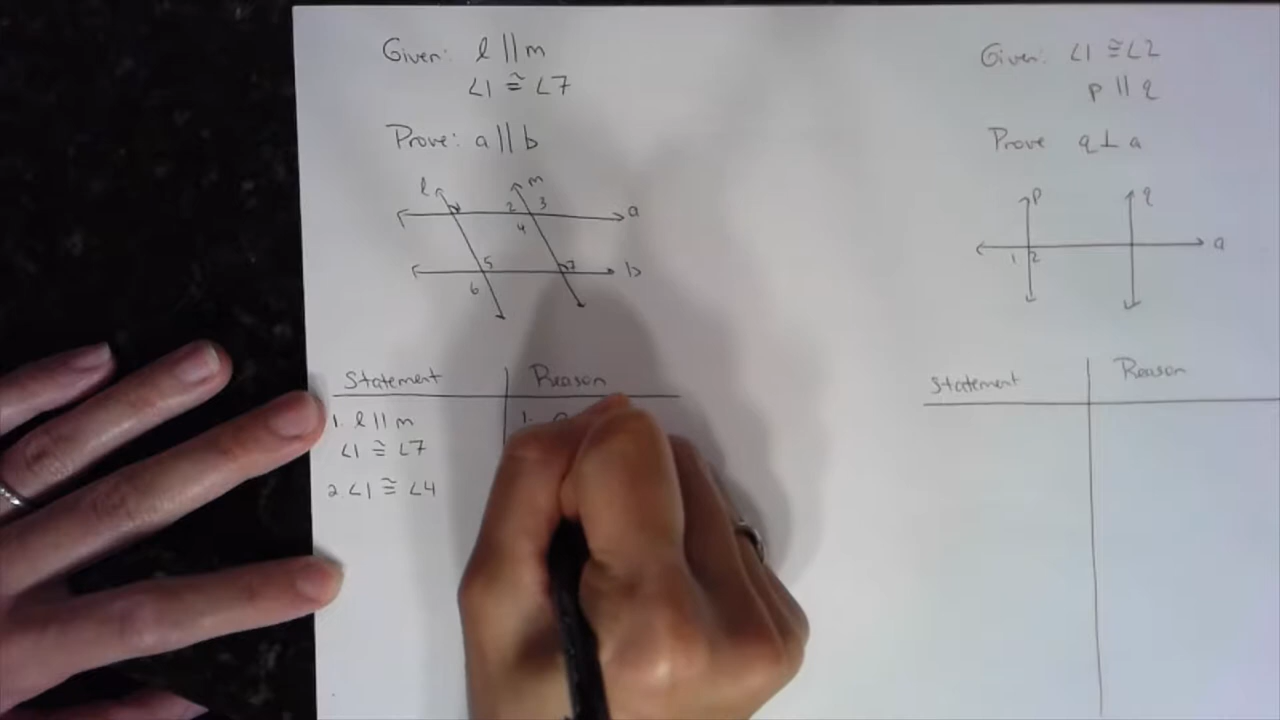 Given: l || m
∠1 ≅ ∠7
Prove: a || b
l
m
2 3
a
4
5
7
b
6
Statement Reason
1. l || m
1.
∠1 ≅ ∠7
2. ∠1 ≅ ∠4
Given: ∠1 ≅ ∠2
p || q
Prove q ⊥ a
p
q
a
1 2
Statement Reason